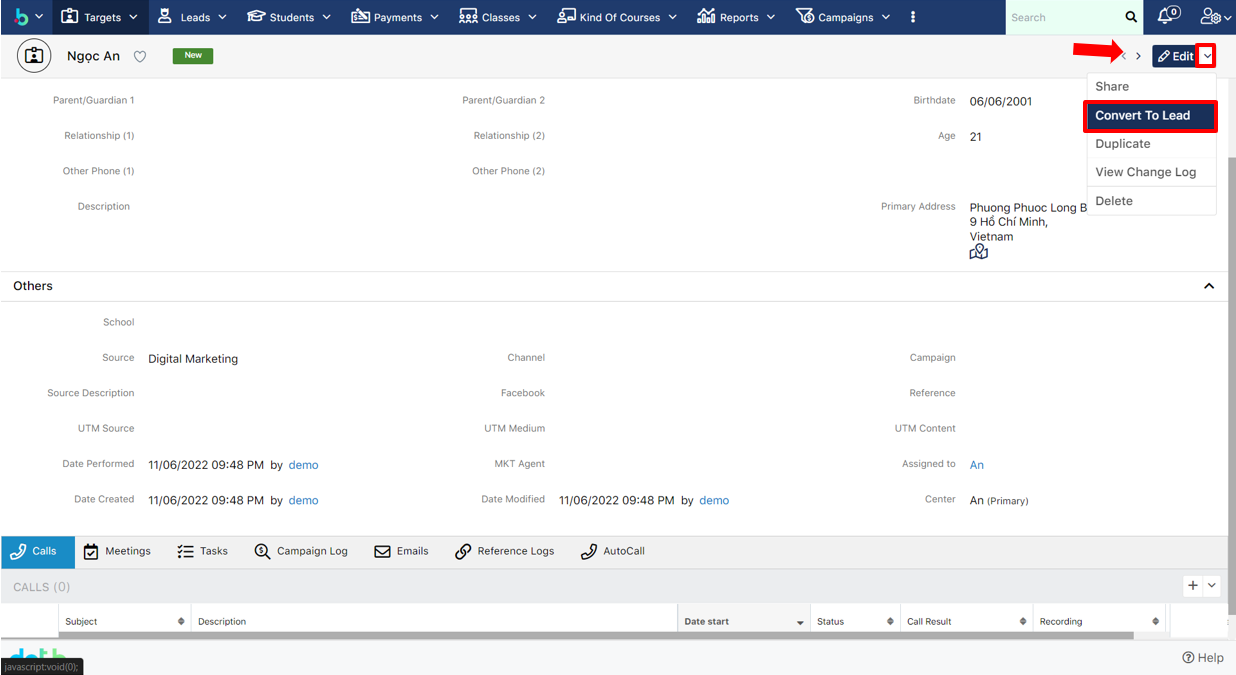 Targets Leads Students Payments Classes Kind Of Courses Reports Campaigns Search 0
Ngọc An New Edit
Share
Convert To Lead
Duplicate
View Change Log
Delete
Parent/Guardian 1 Parent/Guardian 2 Birthdate 06/06/2001
Relationship (1) Relationship (2) Age 21
Other Phone (1) Other Phone (2)
Description Primary Address Phuong Phuoc Long B
9 Hồ Chí Minh,
Vietnam
Others
School
Source Digital Marketing Channel Campaign
Source Description Facebook Reference
UTM Source UTM Medium UTM Content
Date Performed 11/06/2022 09:48 PM by demo MKT Agent Assigned to An
Date Created 11/06/2022 09:48 PM by demo Date Modified 11/06/2022 09:48 PM by demo Center An (Primary)
Calls Meetings Tasks Campaign Log Emails Reference Logs AutoCall
CALLS (0)
Subject Description Date start Status Call Result Recording
javascript:void(0); Help